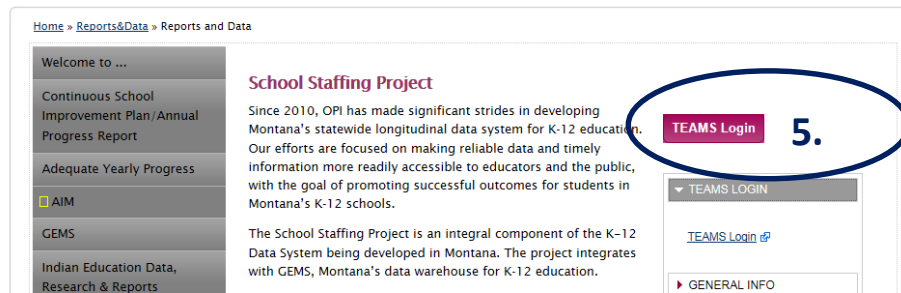 Home » Reports&Data » Reports and Data
Welcome to ...
Continuous School
Improvement Plan/Annual
Progress Report
Adequate Yearly Progress
AIM
GEMS
Indian Education Data,
Research & Reports
School Staffing Project
Since 2010, OPI has made significant strides in developing
Montana's statewide longitudinal data system for K-12 education.
Our efforts are focused on making reliable data and timely
information more readily accessible to educators and the public,
with the goal of promoting successful outcomes for students in
Montana's K-12 schools.
The School Staffing Project is an integral component of the K-12
Data System being developed in Montana. The project integrates
with GEMS, Montana's data warehouse for K-12 education.
TEAMS Login
5.
TEAMS LOGIN
TEAMS Login
GENERAL INFO